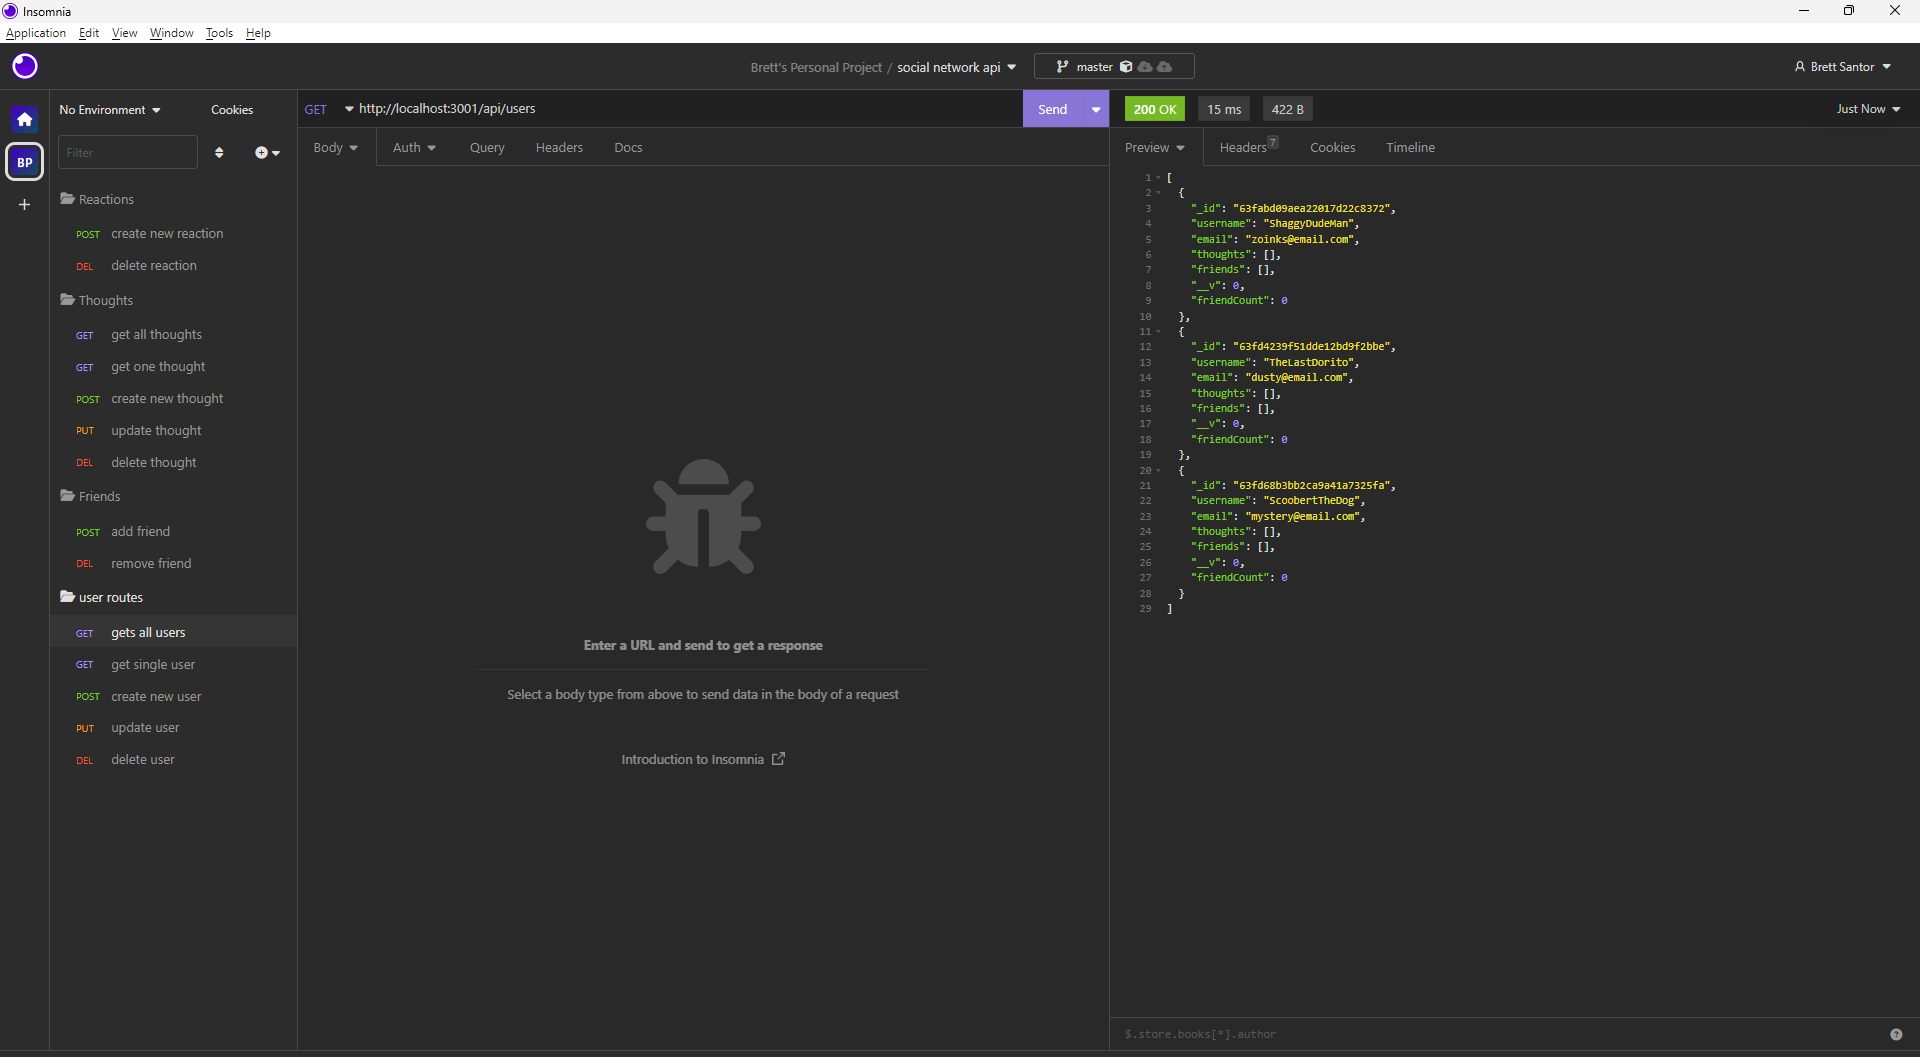 Insomnia
Application Edit View Window Tools Help
Brett's Personal Project / social network api master Brett Santor
BP
No Environment Cookies
Filter
Reactions
POST create new reaction
DEL delete reaction
Thoughts
GET get all thoughts
GET get one thought
POST create new thought
PUT update thought
DEL delete thought
Friends
POST add friend
DEL remove friend
user routes
GET gets all users
GET get single user
POST create new user
PUT update user
DEL delete user
GET http://localhost:3001/api/users Send
Body Auth Query Headers Docs
Enter a URL and send to get a response
Select a body type from above to send data in the body of a request
Introduction to Insomnia
200 OK 15 ms 422 B Just Now
Preview Headers 7 Cookies Timeline
1 [
2 {
3 "_id": "63fabd09aea22017d22c8372",
4 "username": "ShaggyDudeMan",
5 "email": "zoinks@email.com",
6 "thoughts": [],
7 "friends": [],
8 "__v": 0,
9 "friendCount": 0
10 },
11 {
12 "_id": "63fd4239f51dde12bd9f2bbe",
13 "username": "TheLastDorito",
14 "email": "dusty@email.com",
15 "thoughts": [],
16 "friends": [],
17 "__v": 0,
18 "friendCount": 0
19 },
20 {
21 "_id": "63fd68b3bb2ca9a41a7325fa",
22 "username": "ScoobertTheDog",
23 "email": "mystery@email.com",
24 "thoughts": [],
25 "friends": [],
26 "__v": 0,
27 "friendCount": 0
28 }
29 ]
$.store.books[*].author